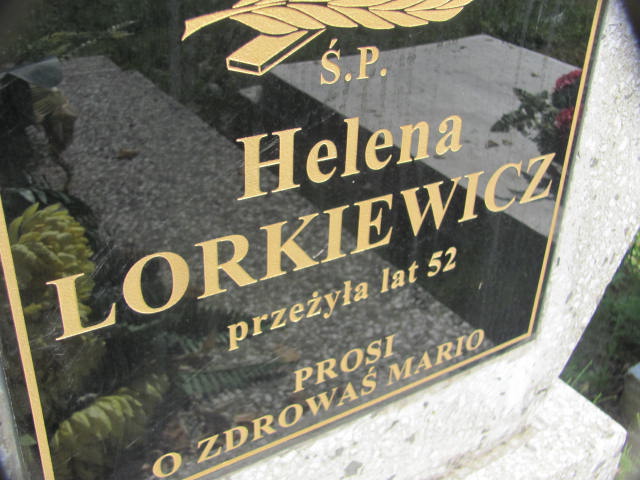 Ś.P.
Helena
LORKIEWICZ
przeżyła lat 52
PROSI
O ZDROWAŚ MARIO